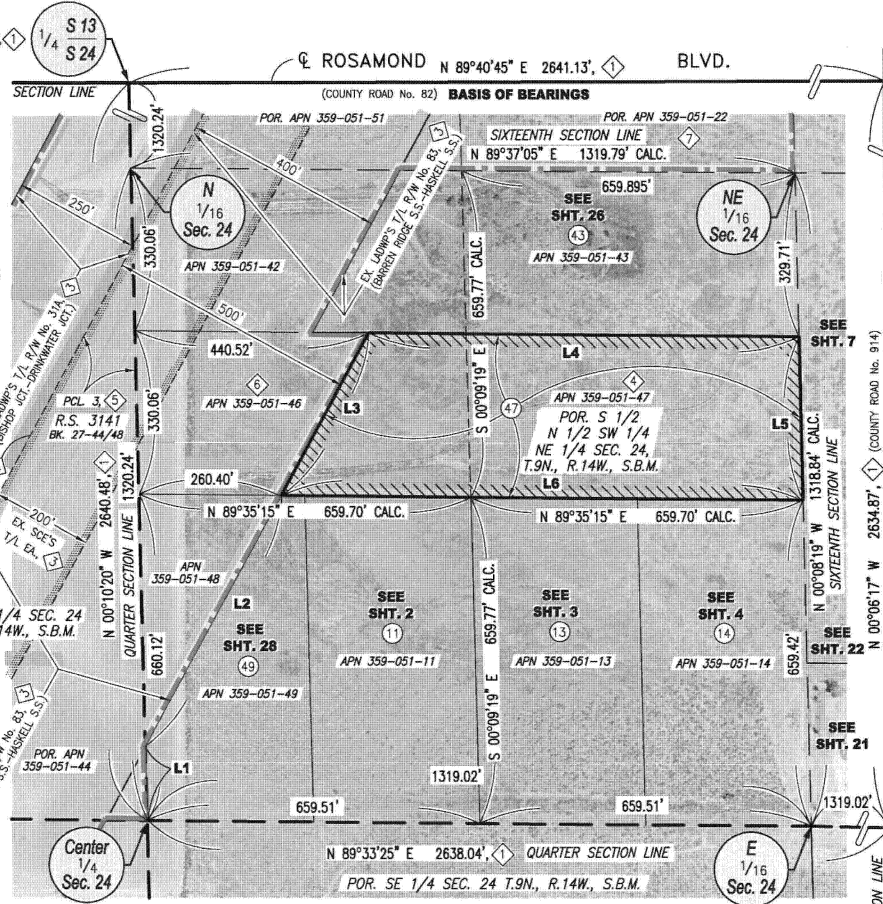 1/4 S 13
S 24
1
℄ ROSAMOND N 89°40'45" E 2641.13', 1 BLVD.
SECTION LINE
(COUNTY ROAD No. 82) BASIS OF BEARINGS
POR. APN 359-051-51
POR. APN 359-051-22
1320.24'
SIXTEENTH SECTION LINE
7
N 89°37'05" E 1319.79' CALC.
400'
EX. LADWP'S T/L R/W No. 83, 3
(BARREN RIDGE S.S.-HASKELL S.S.)
659.895'
250'
N
1/16
Sec. 24
NE
1/16
Sec. 24
SEE
SHT. 26
43
APN 359-051-43
3
330.06'
APN 359-051-42
659.77' CALC.
329.71'
500'
LADWP'S T/L R/W No. 31A, 3
(BISHOP JCT.-DRINKWATER JCT.)
440.52'
SEE
SHT. 7
L4
PCL 3, 5
R.S. 3141
BK. 27-44/48
330.06'
6
APN 359-051-46
L3
S 00°09'19" E
47
4
APN 359-051-47
POR. S 1/2
N 1/2 SW 1/4
NE 1/4 SEC. 24,
T.9N., R.14W., S.B.M.
L5
L6
(COUNTY ROAD No. 914)
N 00°06'17" W 2634.87', 1
N 00°08'19" W 1318.84' CALC.
SIXTEENTH SECTION LINE
N 00°10'20" W 2640.48', 1
QUARTER SECTION LINE 1320.24'
260.40'
N 89°35'15" E 659.70' CALC.
N 89°35'15" E 659.70' CALC.
200'
EX. SCE'S
T/L EA., 3
APN
359-051-48
L2
1/4 SEC. 24
14W., S.B.M.
660.12'
SEE
SHT. 28
49
APN 359-051-49
SEE
SHT. 2
11
APN 359-051-11
S 00°09'19" E 659.77' CALC.
SEE
SHT. 3
13
APN 359-051-13
SEE
SHT. 4
14
APN 359-051-14
659.42'
SEE
SHT. 22
W No. 83, 3
S.S.-HASKELL S.S.)
POR. APN
359-051-44
L1
SEE
SHT. 21
1319.02'
659.51'
659.51'
1319.02'
Center
1/4
Sec. 24
N 89°33'25" E 2638.04', 1 QUARTER SECTION LINE
E
1/16
Sec. 24
POR. SE 1/4 SEC. 24 T.9N., R.14W., S.B.M.
ON LINE